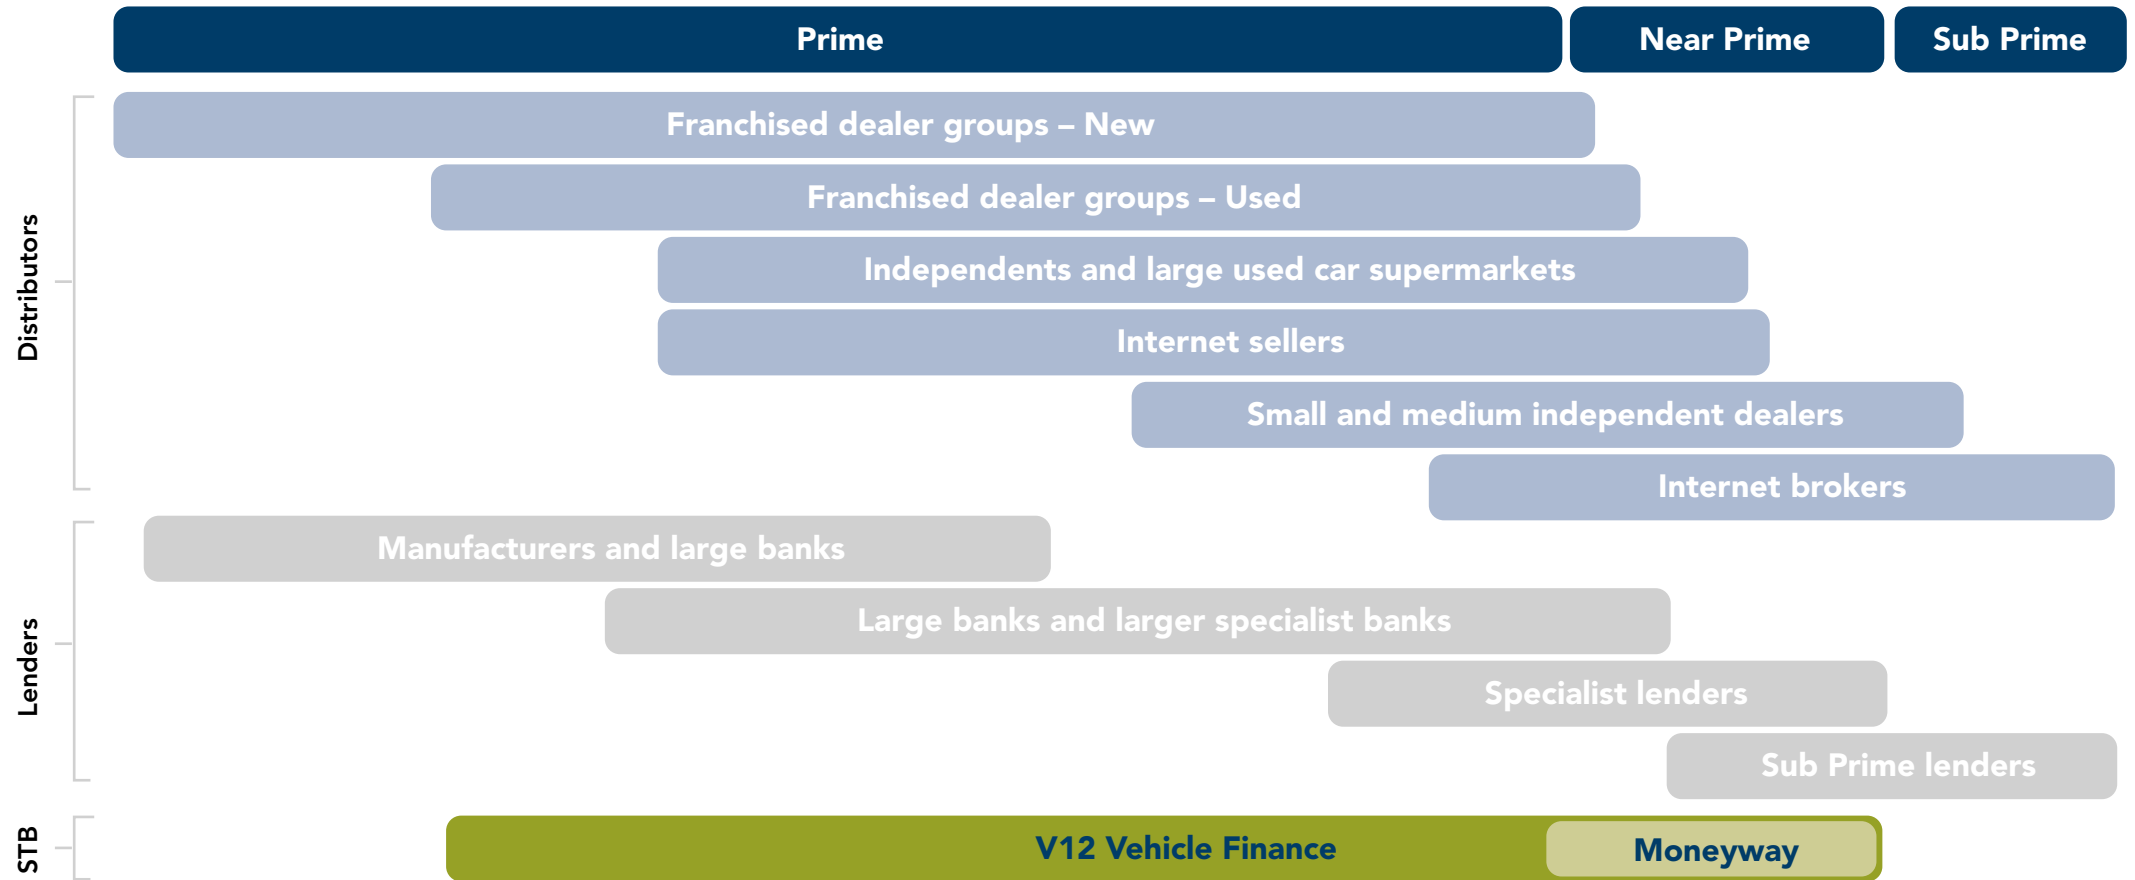 Prime
Near Prime
Sub Prime
Distributors
Franchised dealer groups – New
Franchised dealer groups – Used
Independents and large used car supermarkets
Internet sellers
Small and medium independent dealers
Internet brokers
Lenders
Manufacturers and large banks
Large banks and larger specialist banks
Specialist lenders
Sub Prime lenders
STB
V12 Vehicle Finance
Moneyway